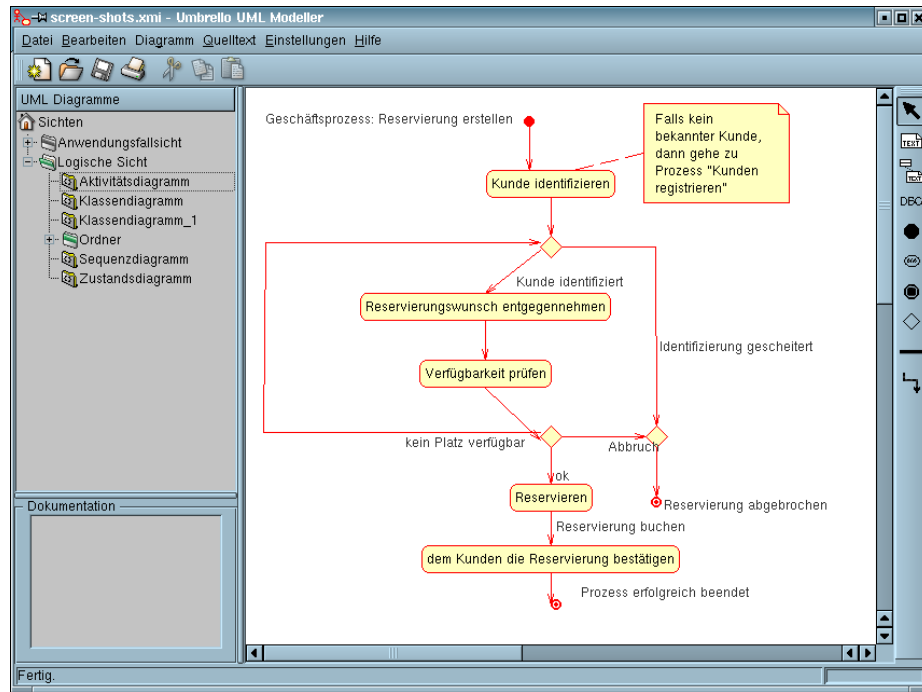 screen-shots.xmi - Umbrello UML Modeller
Datei Bearbeiten Diagramm Quelltext Einstellungen Hilfe
UML Diagramme
Sichten
Anwendungsfallsicht
Logische Sicht
Aktivitätsdiagramm
Klassendiagramm
Klassendiagramm_1
Ordner
Sequenzdiagramm
Zustandsdiagramm
Dokumentation
Geschäftsprozess: Reservierung erstellen
Falls kein
bekannter Kunde,
dann gehe zu
Prozess "Kunden
registrieren"
Kunde identifizieren
Kunde identifiziert
Reservierungswunsch entgegennehmen
Identifizierung gescheitert
Verfügbarkeit prüfen
kein Platz verfügbar
Abbruch
ok
Reservieren
Reservierung abgebrochen
Reservierung buchen
dem Kunden die Reservierung bestätigen
Prozess erfolgreich beendet
TEXT
TEXT
Fertig.